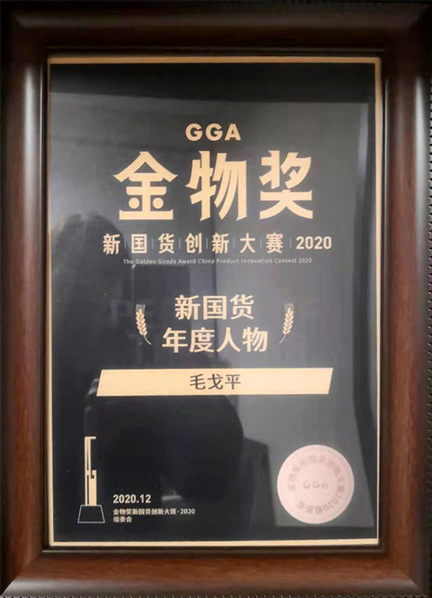 GGA
金物奖
新国货创新大赛 2020
The Golden Goods Award China Product Innovation Contest 2020
新国货
年度人物
毛戈平
2020.12
金物奖新国货创新大赛·2020
组委会
GGA